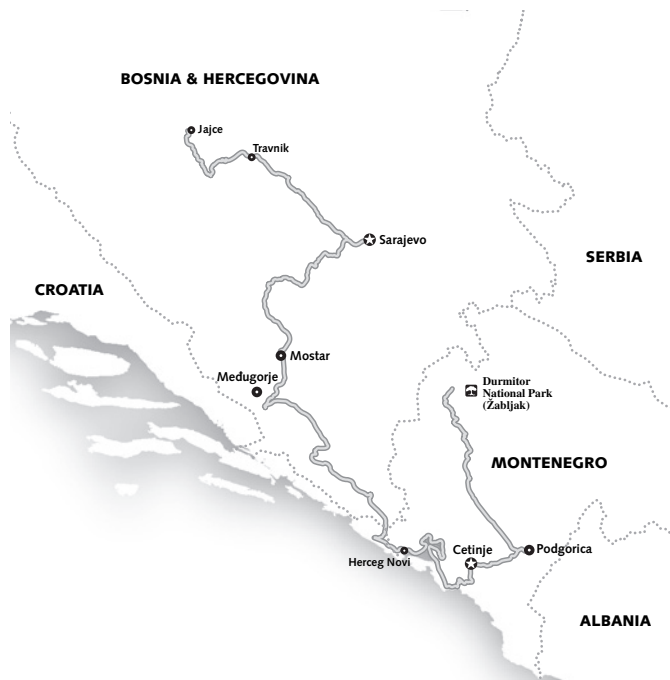 BOSNIA & HERCEGOVINA
Jajce
Travnik
Sarajevo
SERBIA
CROATIA
Mostar
Međugorje
Durmitor
National Park
(Žabljak)
MONTENEGRO
Cetinje
Podgorica
Herceg Novi
ALBANIA